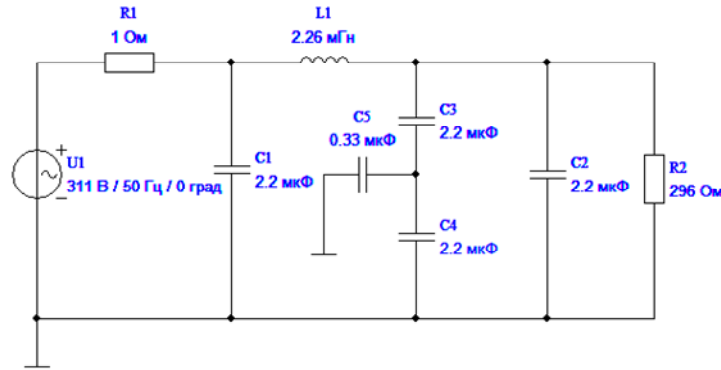 R1
1 Ом
L1
2.26 мГн
U1
311 В / 50 Гц / 0 град
C1
2.2 мкФ
C5
0.33 мкФ
C3
2.2 мкФ
C4
2.2 мкФ
C2
2.2 мкФ
R2
296 Ом